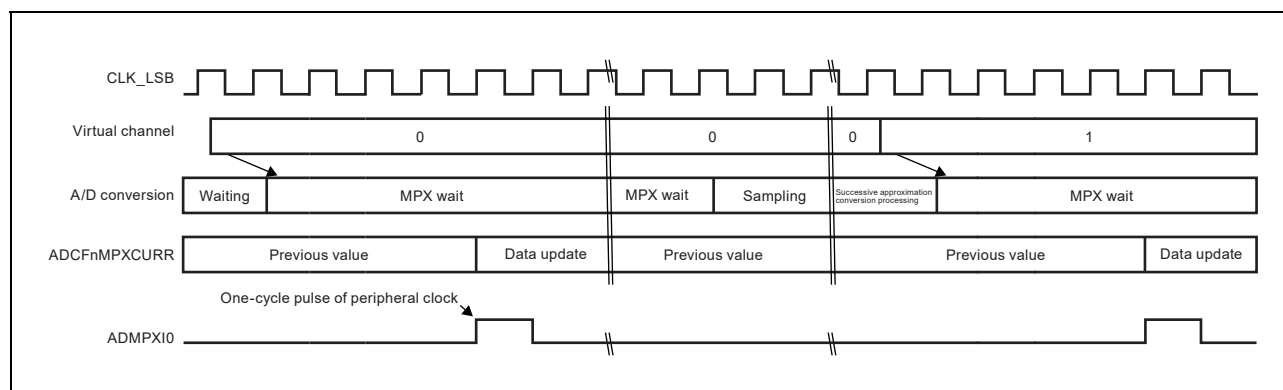 CLK_LSB
Virtual channel
0
0
0
1
A/D conversion
Waiting
MPX wait
MPX wait
Sampling
Successive approximation
conversion processing
MPX wait
ADCFnMPXCURR
Previous value
Data update
Previous value
Previous value
Data update
One-cycle pulse of peripheral clock
ADMPXI0